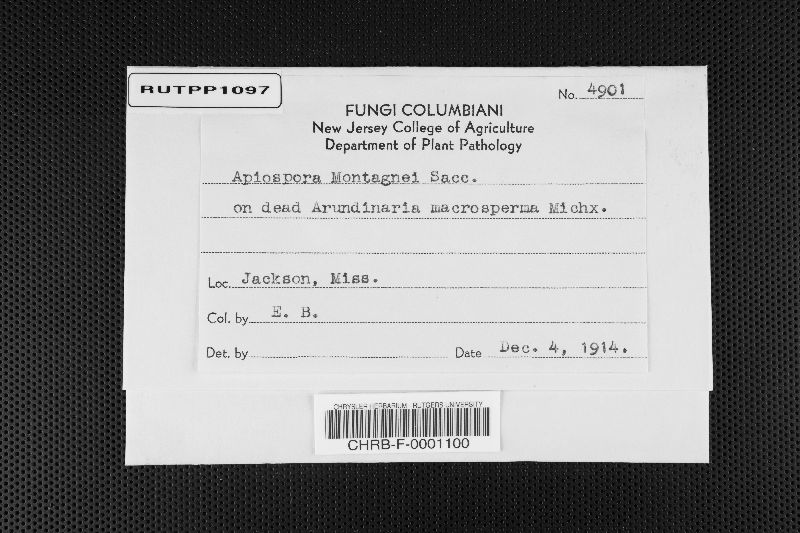 RUTPP1097
No. 4901
FUNGI COLUMBIANI
New Jersey College of Agriculture
Department of Plant Pathology
Apiospora Montagnei Sacc.
on dead Arundinaria macrosperma Michx.
Loc. Jackson, Miss.
Col. by E. B.
Det. by
Date Dec. 4, 1914.
CHRYSLER HERBARIUM - RUTGERS UNIVERSITY
CHRB-F-0001100